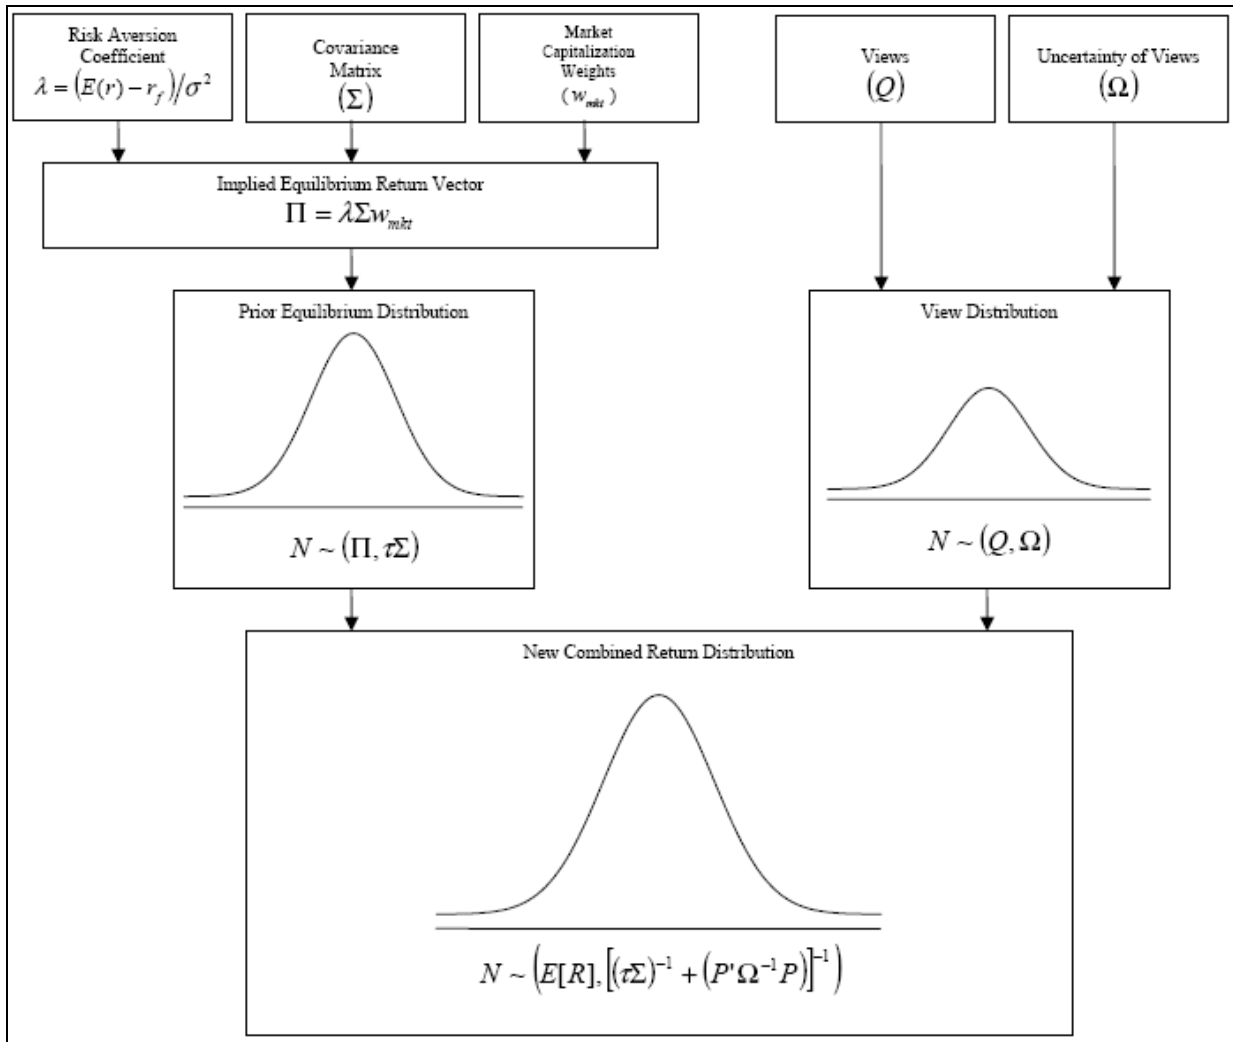 Risk Aversion
Coefficient
λ = (E(r) − r_f)/σ²
Covariance
Matrix
(Σ)
Market
Capitalization
Weights
(w_mkt)
Views
(Q)
Uncertainty of Views
(Ω)
Implied Equilibrium Return Vector
Π = λΣw_mkt
Prior Equilibrium Distribution
N ~ (Π, τΣ)
View Distribution
N ~ (Q, Ω)
New Combined Return Distribution
N ~ (E[R], [(τΣ)⁻¹ + (P'Ω⁻¹P)]⁻¹)